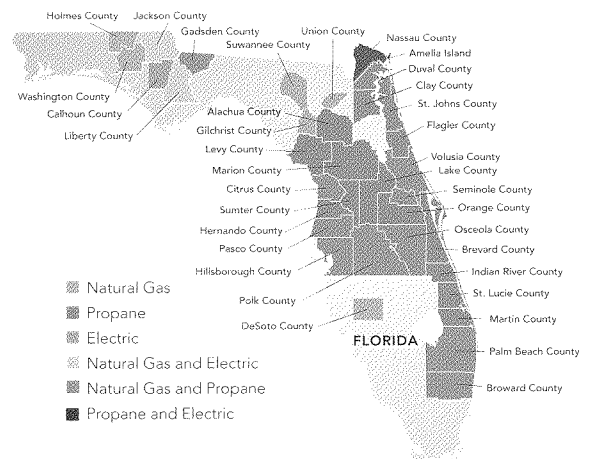 Holmes County
Jackson County
Gadsden County
Suwannee County
Union County
Nassau County
Amelia Island
Duval County
Clay County
St. Johns County
Flagler County
Washington County
Calhoun County
Liberty County
Alachua County
Gilchrist County
Levy County
Marion County
Citrus County
Sumter County
Hernando County
Pasco County
Hillsborough County
Polk County
DeSoto County
Volusia County
Lake County
Seminole County
Orange County
Osceola County
Brevard County
Indian River County
St. Lucie County
Martin County
Palm Beach County
Broward County
FLORIDA
Natural Gas
Propane
Electric
Natural Gas and Electric
Natural Gas and Propane
Propane and Electric